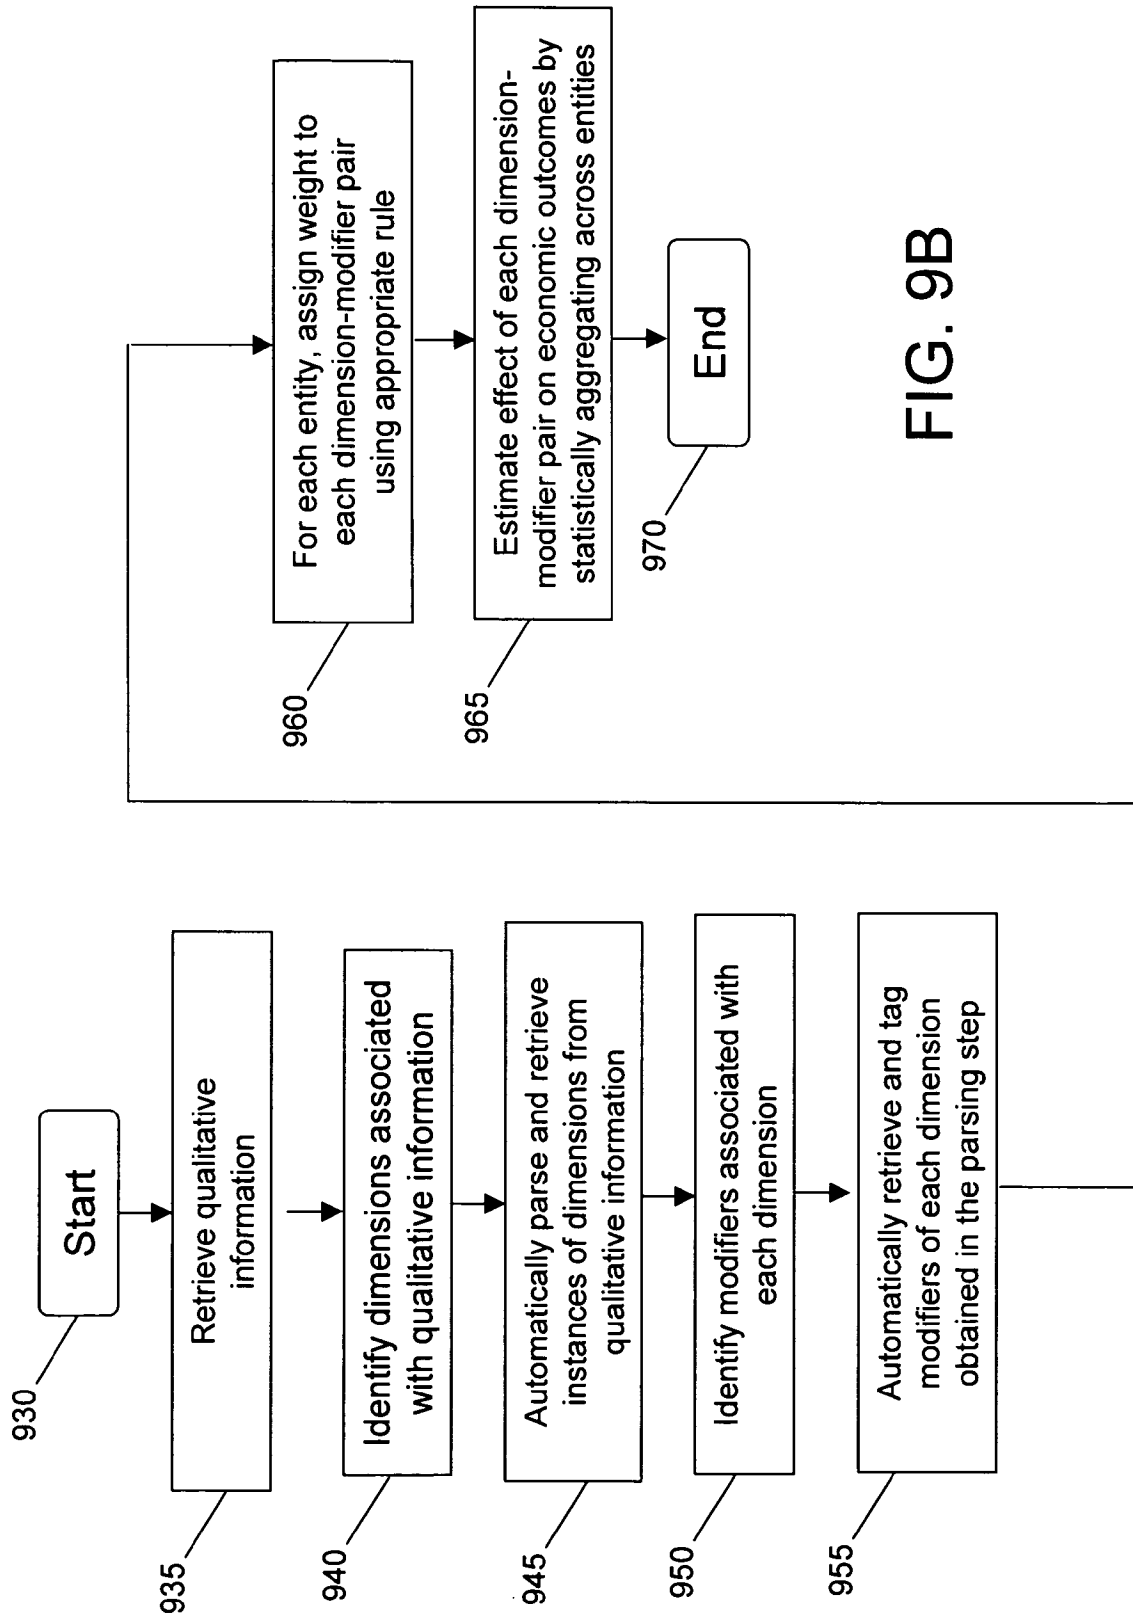 Start
930
Retrieve qualitative
information
935
Identify dimensions associated
with qualitative information
940
Automatically parse and retrieve
instances of dimensions from
qualitative information
945
Identify modifiers associated with
each dimension
950
Automatically retrieve and tag
modifiers of each dimension
obtained in the parsing step
955
For each entity, assign weight to
each dimension-modifier pair
using appropriate rule
960
Estimate effect of each dimension-
modifier pair on economic outcomes by
statistically aggregating across entities
965
End
970
FIG. 9B